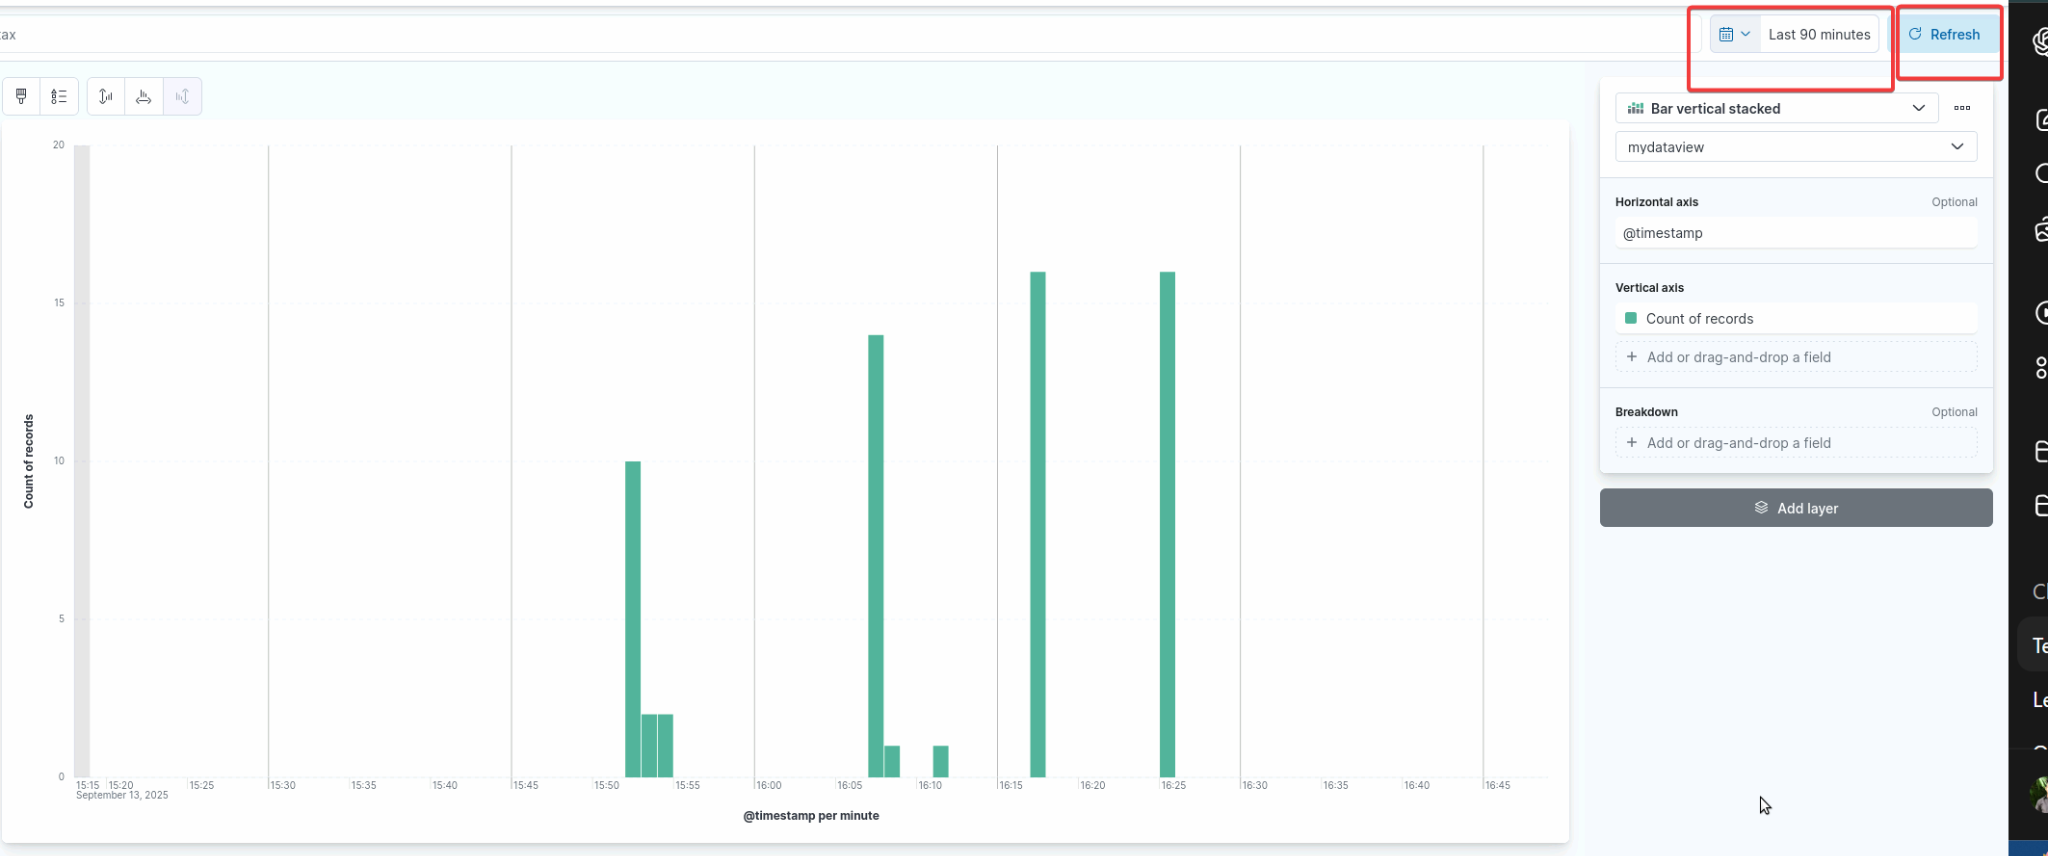 tax
Last 90 minutes
Refresh
Bar vertical stacked
mydataview
Horizontal axis
Optional
@timestamp
Vertical axis
Count of records
Add or drag-and-drop a field
Breakdown
Optional
Add or drag-and-drop a field
Add layer
20
15
10
5
0
Count of records
15:15 15:20 15:25 15:30 15:35 15:40 15:45 15:50 15:55 16:00 16:05 16:10 16:15 16:20 16:25 16:30 16:35 16:40 16:45
September 13, 2025
@timestamp per minute
Te
Le